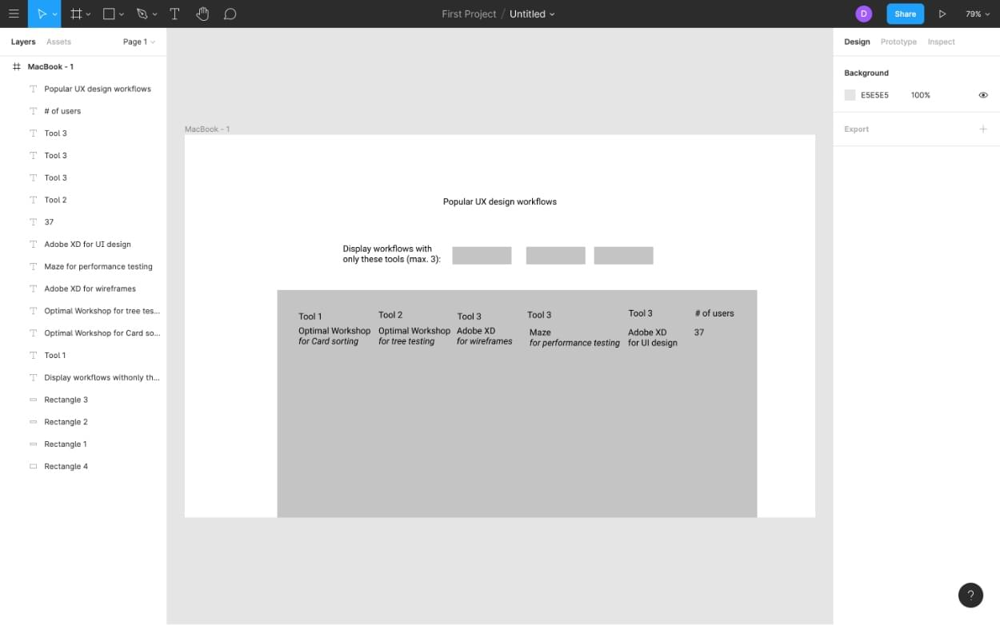 First Project / Untitled
D
Share
79%
Layers
Assets
Page 1
Design
Prototype
Inspect
MacBook - 1
Popular UX design workflows
# of users
Tool 3
Tool 3
Tool 3
Tool 2
37
Adobe XD for UI design
Maze for performance testing
Adobe XD for wireframes
Optimal Workshop for tree tes...
Optimal Workshop for Card so...
Tool 1
Display workflows withonly th...
Rectangle 3
Rectangle 2
Rectangle 1
Rectangle 4
MacBook - 1
Popular UX design workflows
Display workflows with
only these tools (max. 3):
Tool 1
Optimal Workshop
for Card sorting
Tool 2
Optimal Workshop
for tree testing
Tool 3
Adobe XD
for wireframes
Tool 3
Maze
for performance testing
Tool 3
Adobe XD
for UI design
# of users
37
Background
E5E5E5
100%
Export
?